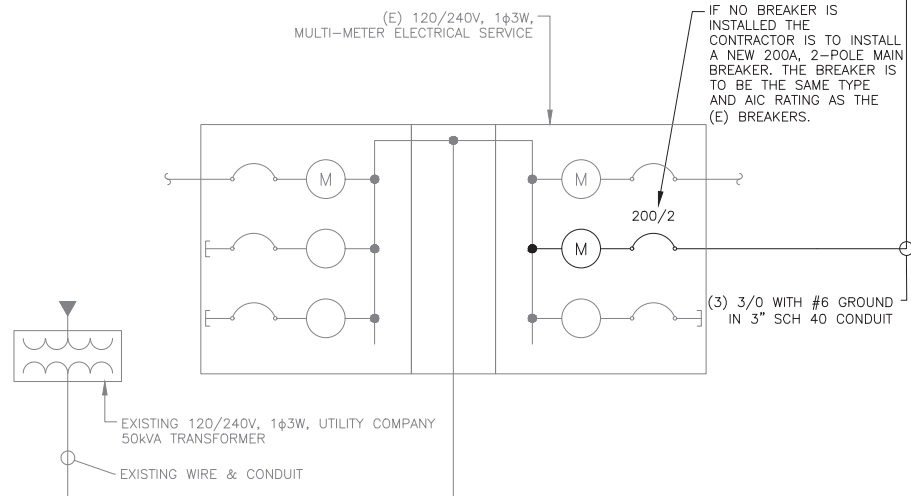 (E) 120/240V, 1ϕ3W,
MULTI-METER ELECTRICAL SERVICE
IF NO BREAKER IS
INSTALLED THE
CONTRACTOR IS TO INSTALL
A NEW 200A, 2-POLE MAIN
BREAKER. THE BREAKER IS
TO BE THE SAME TYPE
AND AIC RATING AS THE
(E) BREAKERS.
M
M
200/2
M
(3) 3/0 WITH #6 GROUND
IN 3" SCH 40 CONDUIT
EXISTING 120/240V, 1ϕ3W, UTILITY COMPANY
50kVA TRANSFORMER
EXISTING WIRE & CONDUIT